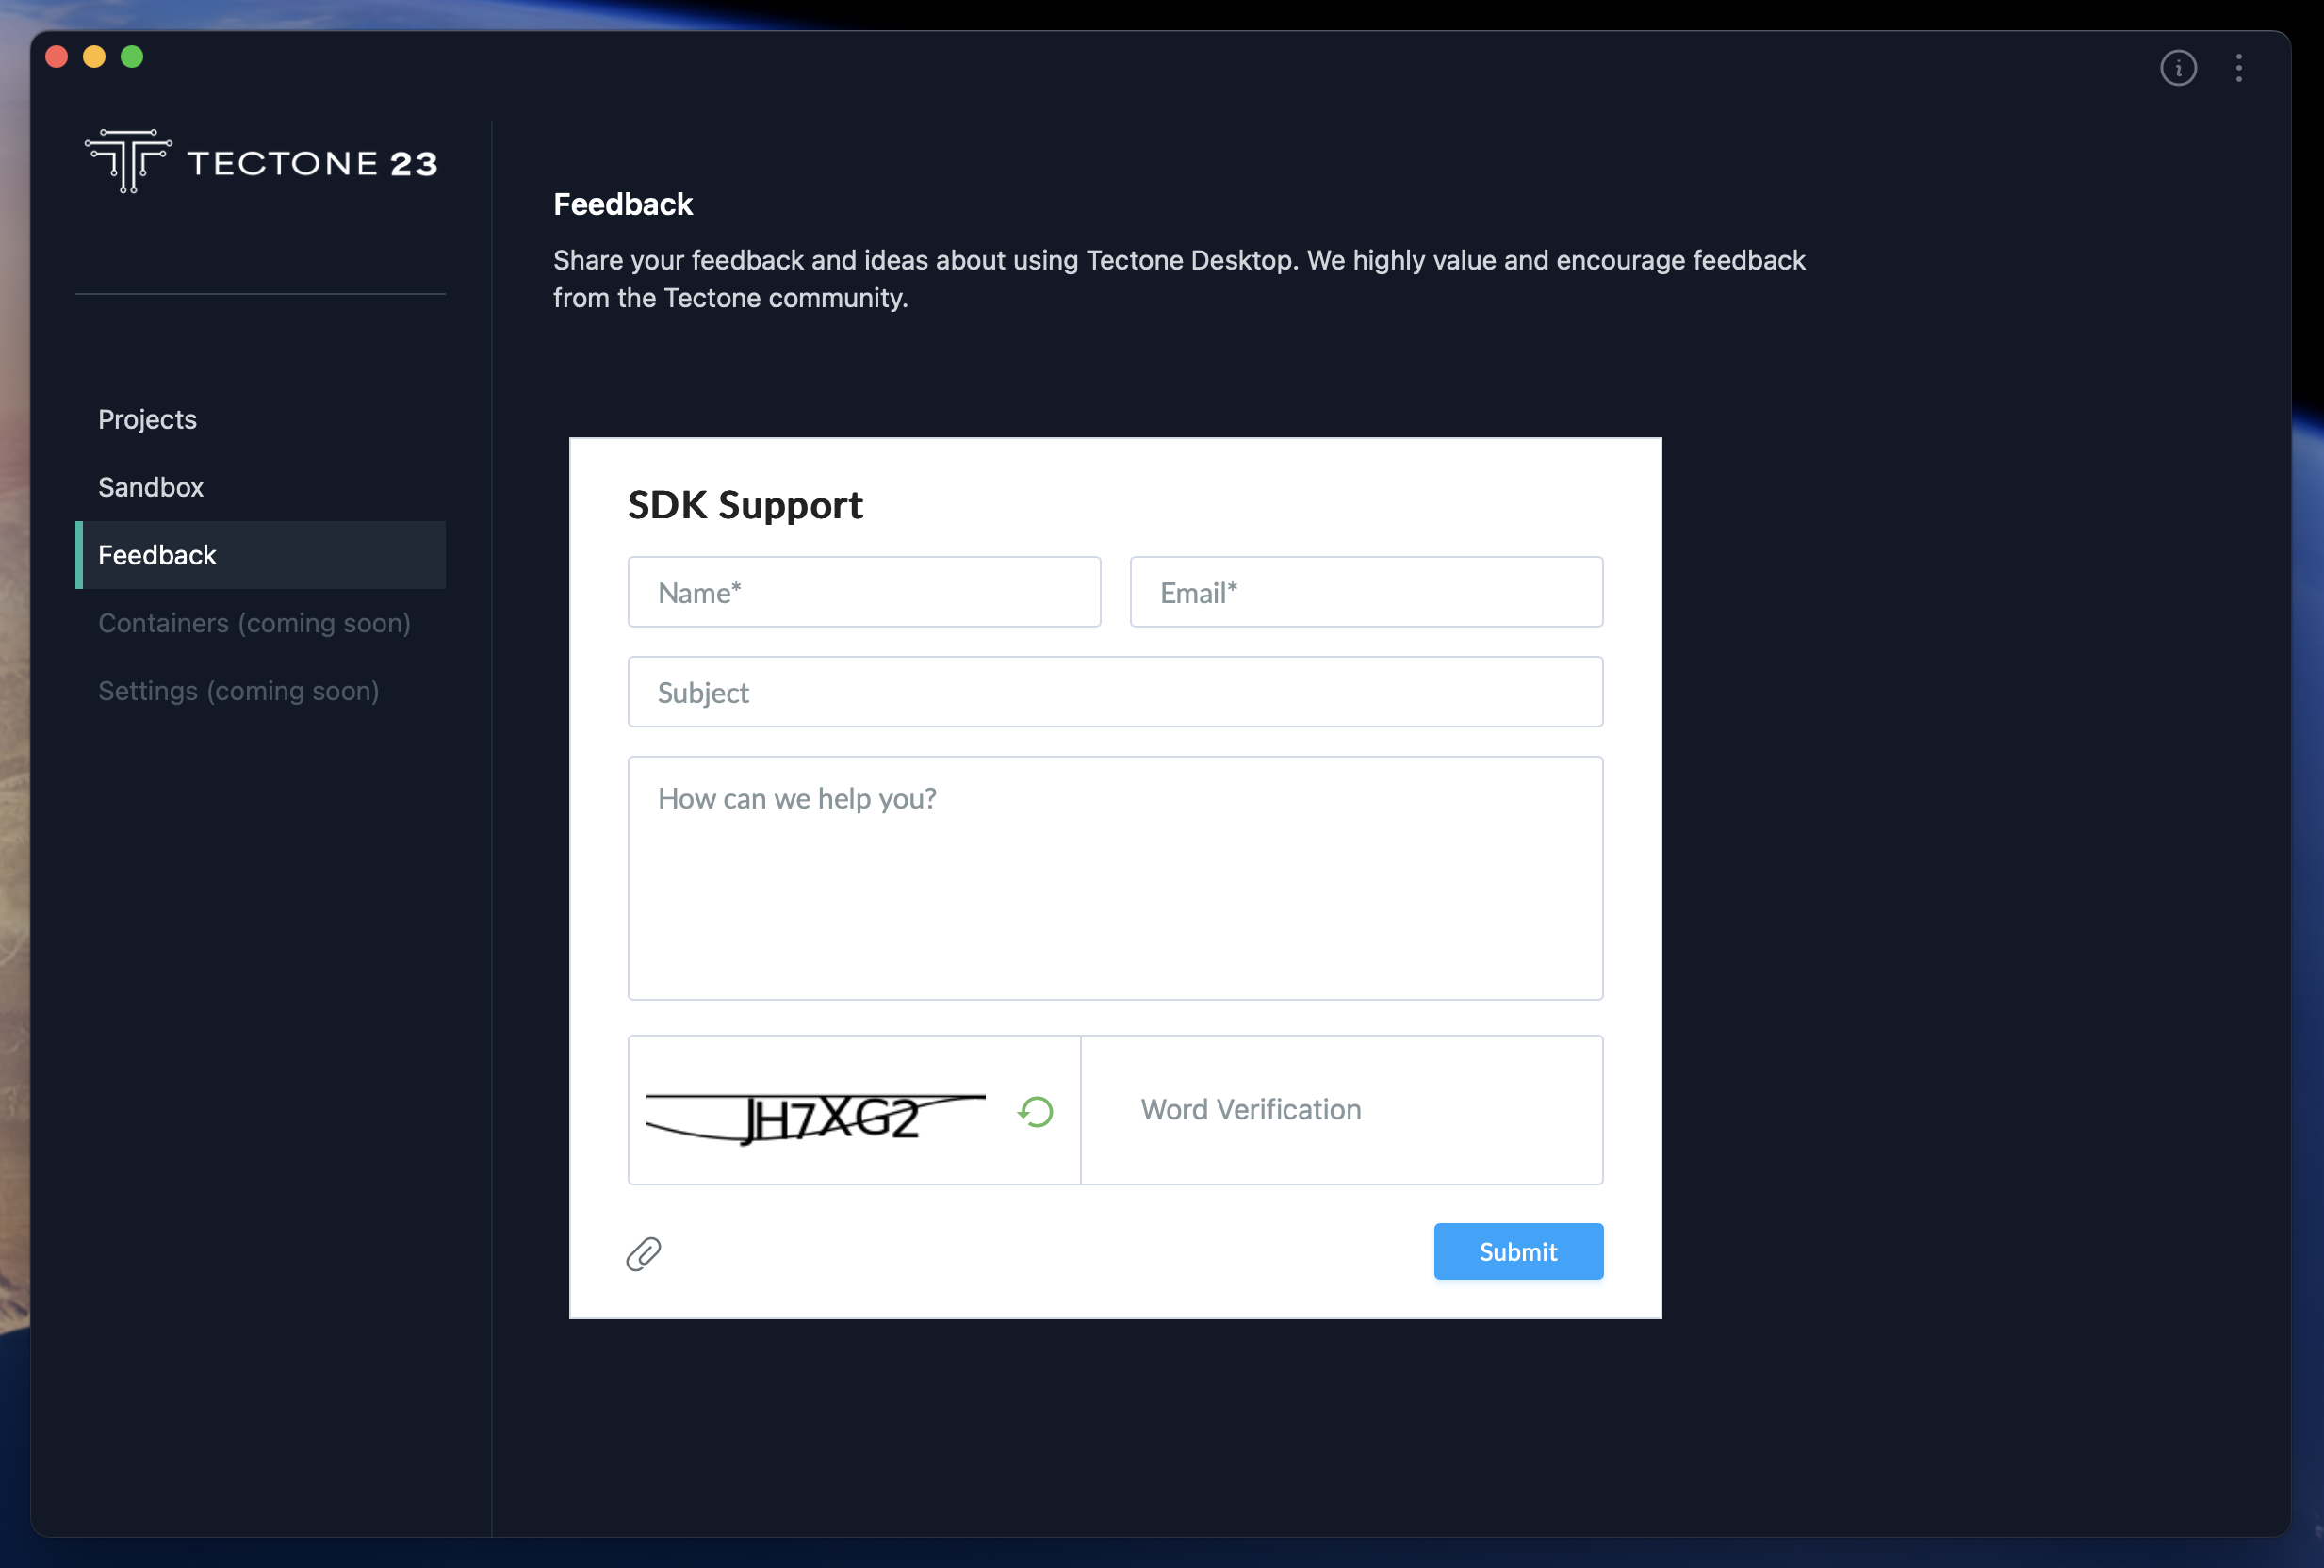 TECTONE 23
Projects
Sandbox
Feedback
Containers (coming soon)
Settings (coming soon)
Feedback
Share your feedback and ideas about using Tectone Desktop. We highly value and encourage feedback
from the Tectone community.
SDK Support
Name*
Email*
Subject
How can we help you?
JH7XG2
Word Verification
Submit